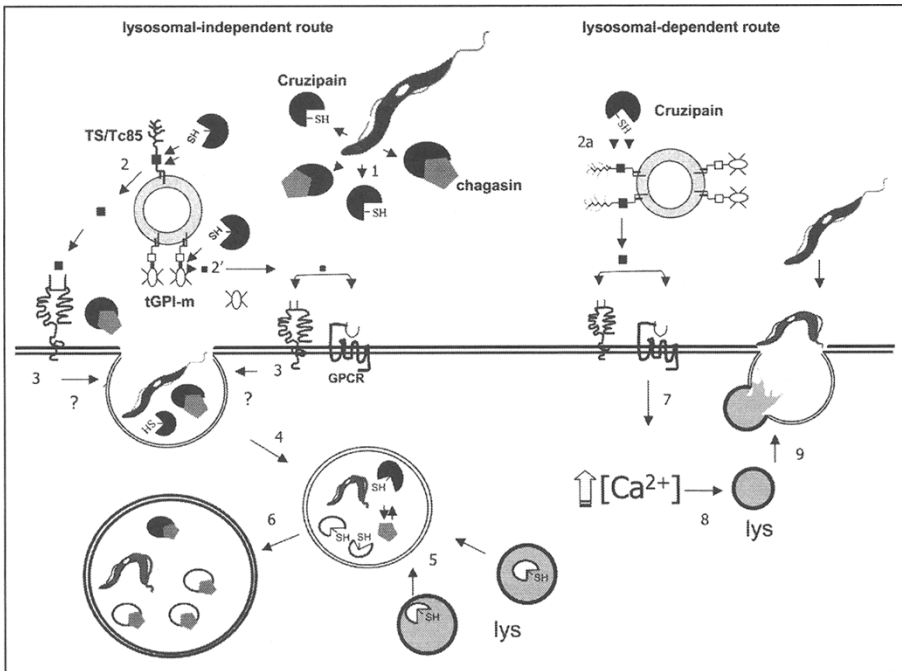 lysosomal-independent route
lysosomal-dependent route
Cruzipain
SH
TS/Tc85
SH
2
1
chagasin
SH
SH
2'
tGPI-m
Cruzipain
SH
2a
3
?
3
?
GPCR
HS
4
7
[Ca²⁺]
8
9
lys
SH
SH
SH
6
5
SH
SH
lys